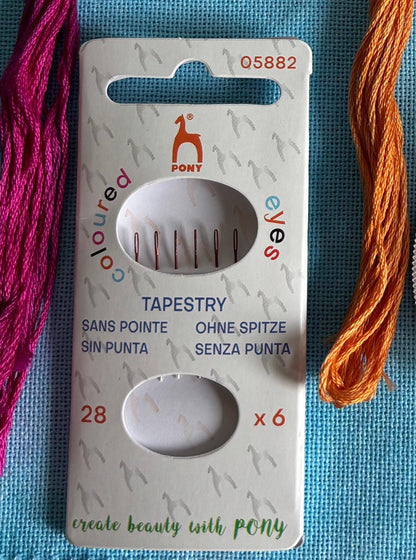 05882
®
PONY
coloured eyes
TAPESTRY
SANS POINTE OHNE SPITZE
SIN PUNTA SENZA PUNTA
28 x 6
create beauty with PONY